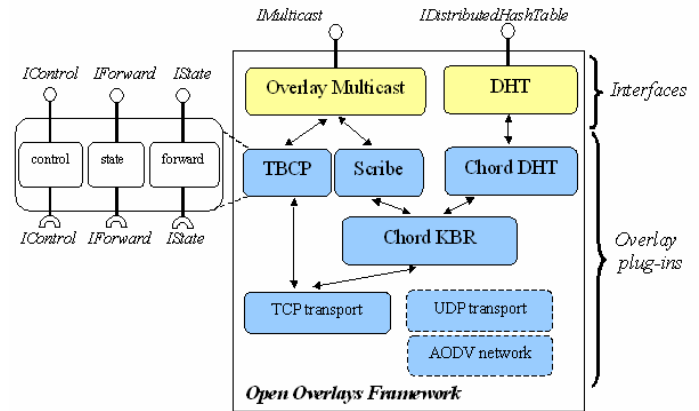 IMulticast
IDistributedHashTable
IControl
IForward
IState
Overlay Multicast
DHT
Interfaces
control
state
forward
TBCP
Scribe
Chord DHT
IControl
IForward
IState
Chord KBR
Overlay
plug-ins
TCP transport
UDP transport
AODV network
Open Overlays Framework